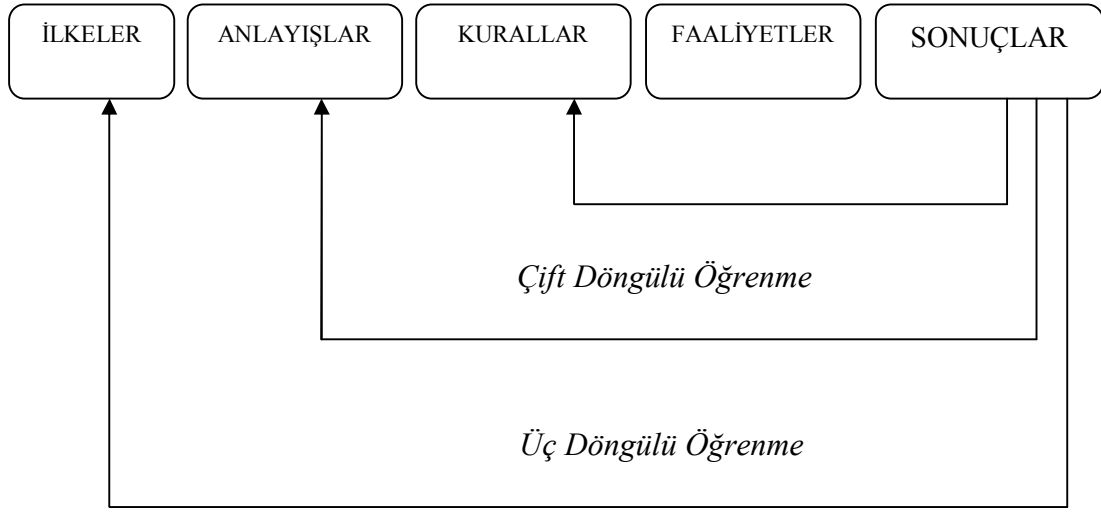 İLKELER
ANLAYIŞLAR
KURALLAR
FAALİYETLER
SONUÇLAR
Çift Döngülü Öğrenme
Üç Döngülü Öğrenme